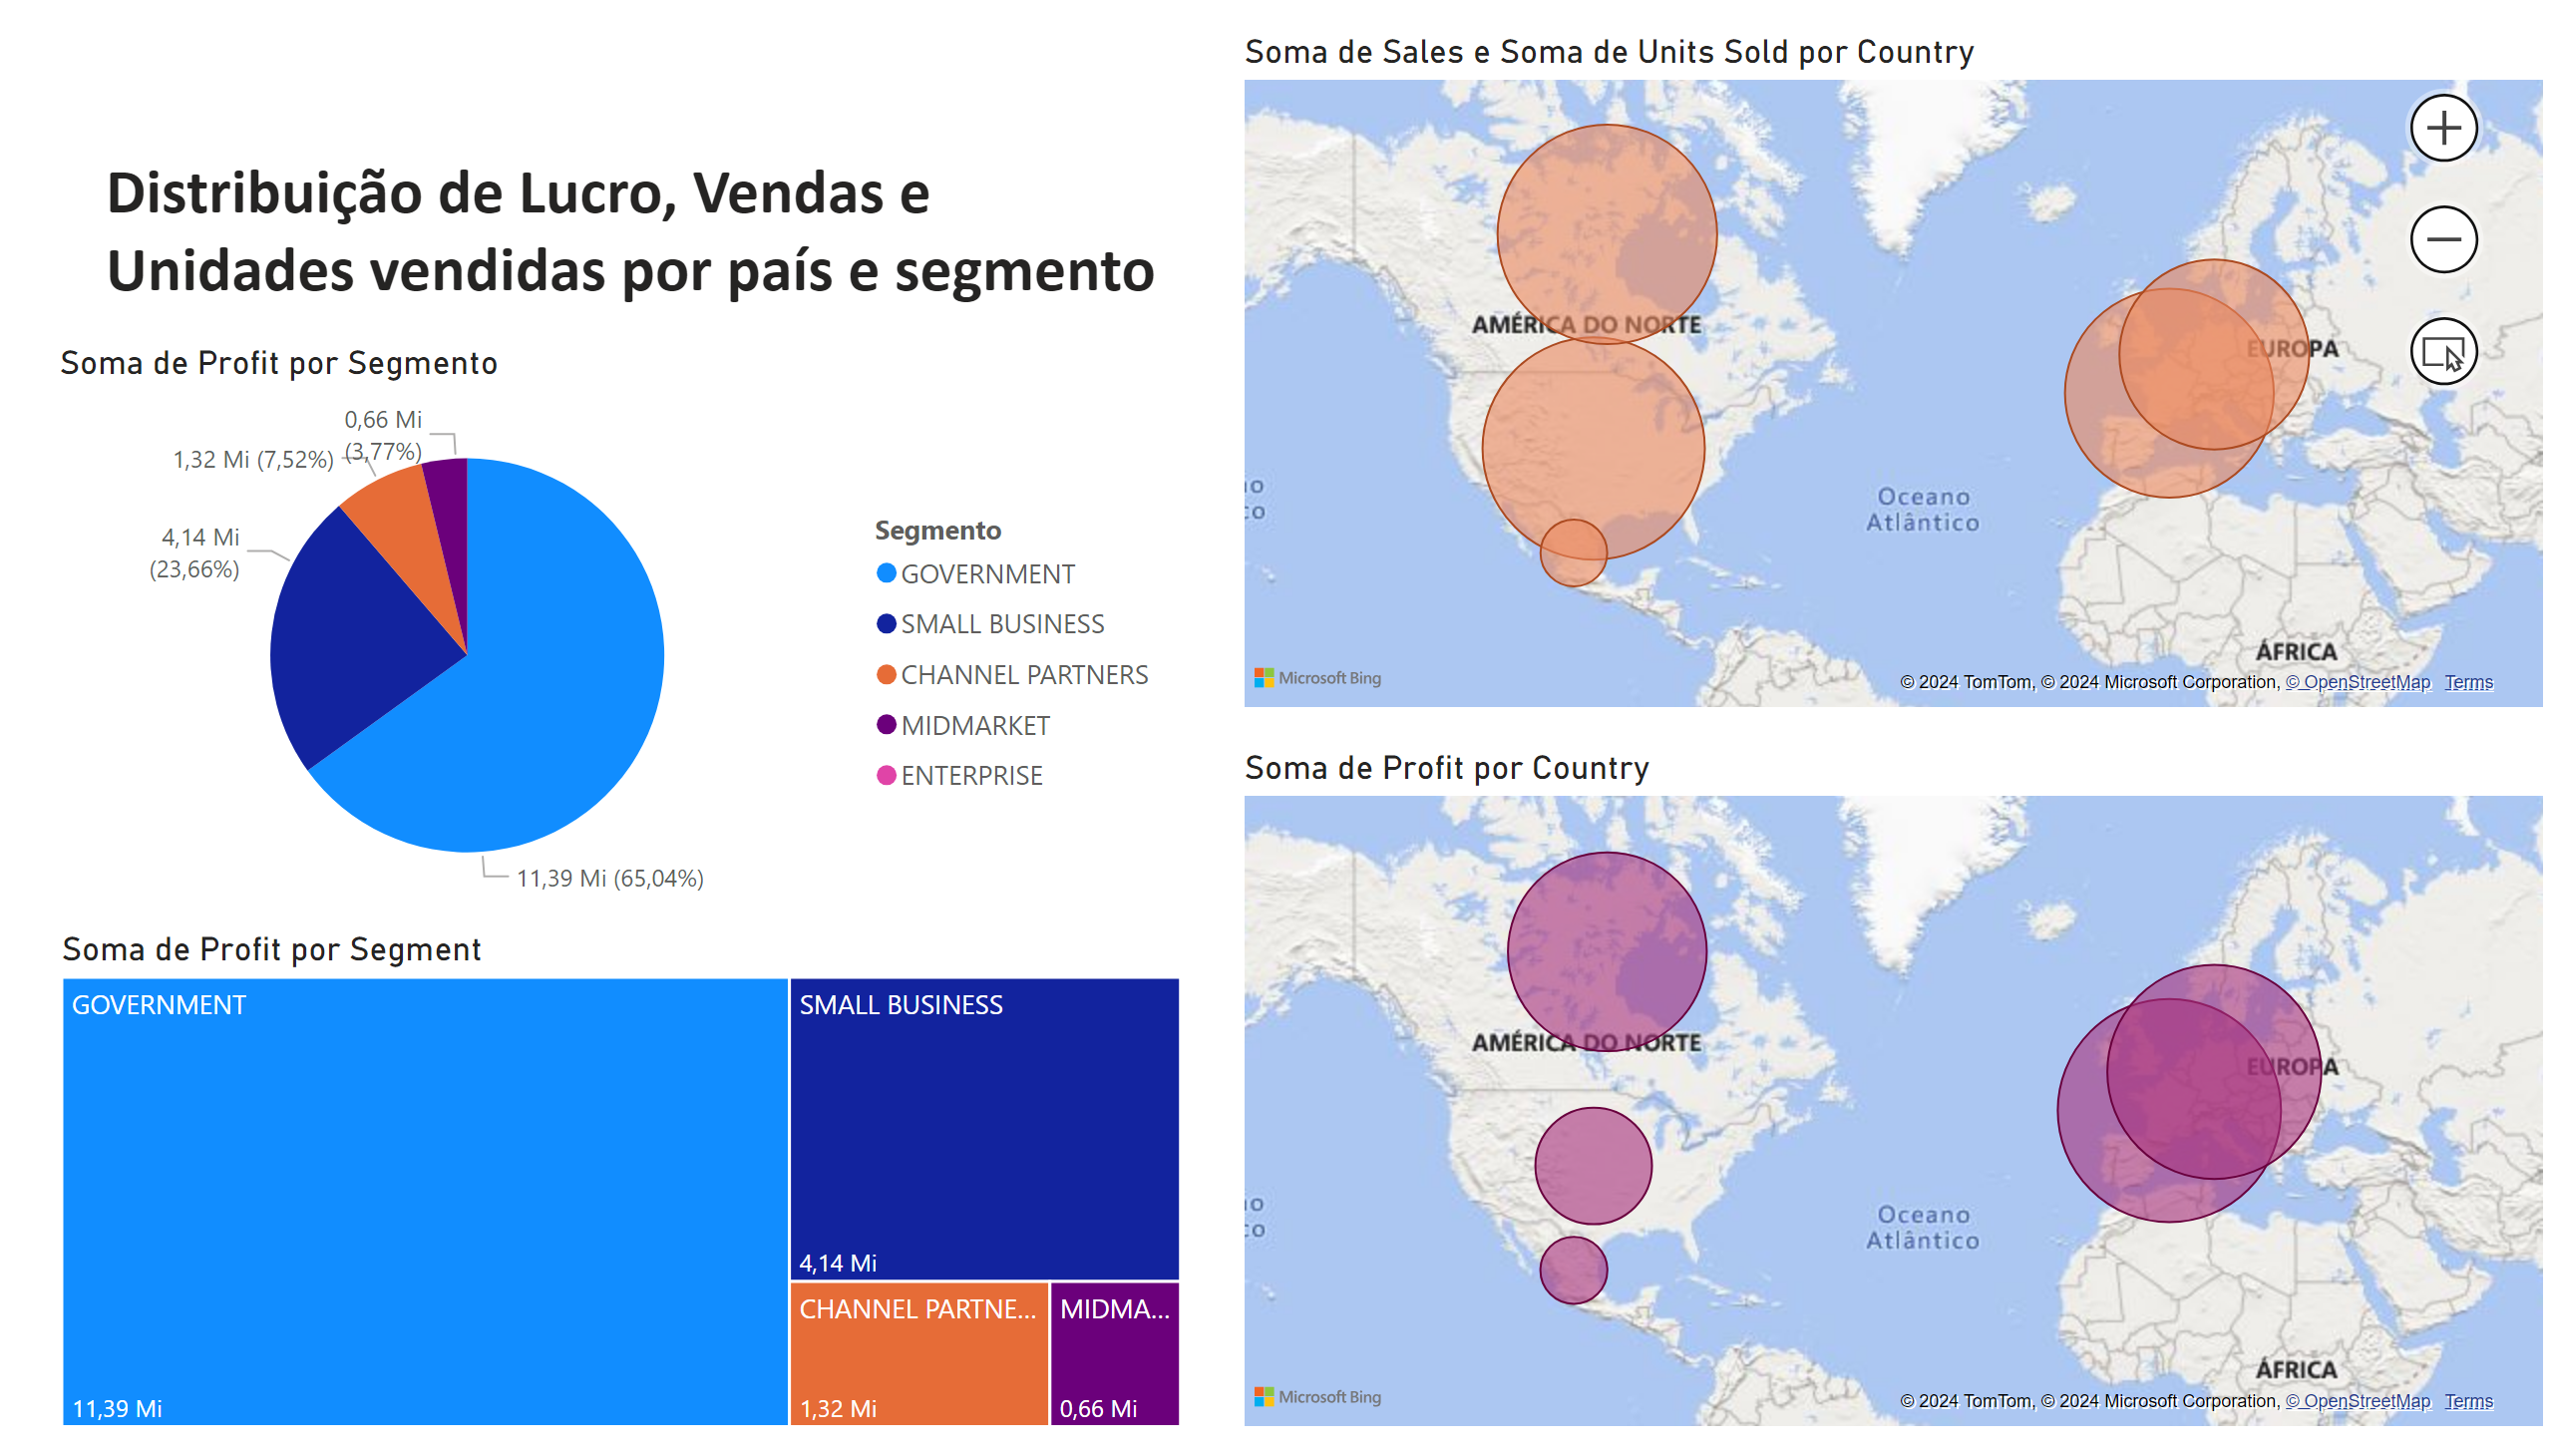 Distribuição de Lucro, Vendas e
Unidades vendidas por país e segmento
Soma de Profit por Segmento
0,66 Mi
(3,77%)
1,32 Mi (7,52%)
4,14 Mi
(23,66%)
11,39 Mi (65,04%)
Segmento
GOVERNMENT
SMALL BUSINESS
CHANNEL PARTNERS
MIDMARKET
ENTERPRISE
Soma de Profit por Segment
GOVERNMENT
11,39 Mi
SMALL BUSINESS
4,14 Mi
CHANNEL PARTNE...
1,32 Mi
MIDMA...
0,66 Mi
Soma de Sales e Soma de Units Sold por Country
AMÉRICA DO NORTE
EUROPA
io
co
Oceano
Atlântico
ÁFRICA
Microsoft Bing
© 2024 TomTom, © 2024 Microsoft Corporation, © OpenStreetMap Terms
Soma de Profit por Country
AMÉRICA DO NORTE
EUROPA
io
co
Oceano
Atlântico
ÁFRICA
Microsoft Bing
© 2024 TomTom, © 2024 Microsoft Corporation, © OpenStreetMap Terms